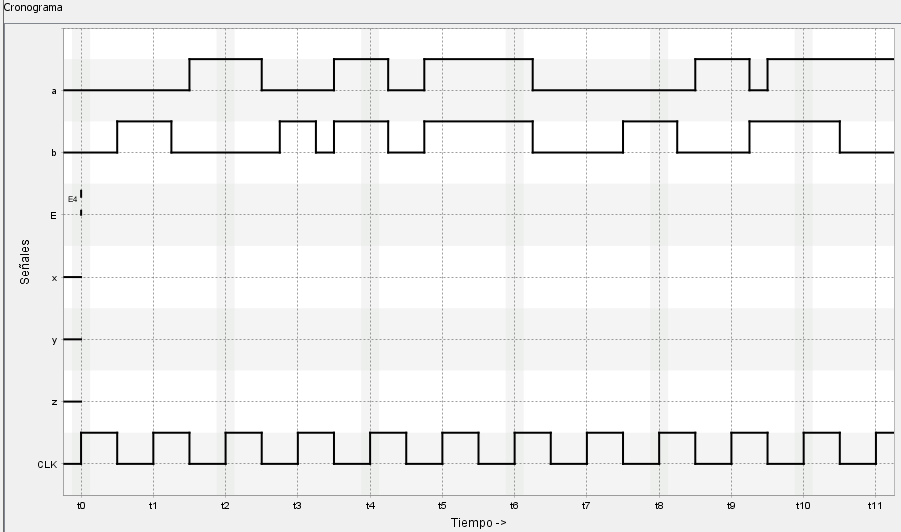 Cronograma
Señales
a
b
E4
E
x
y
z
CLK
t0 t1 t2 t3 t4 t5 t6 t7 t8 t9 t10 t11
Tiempo ->